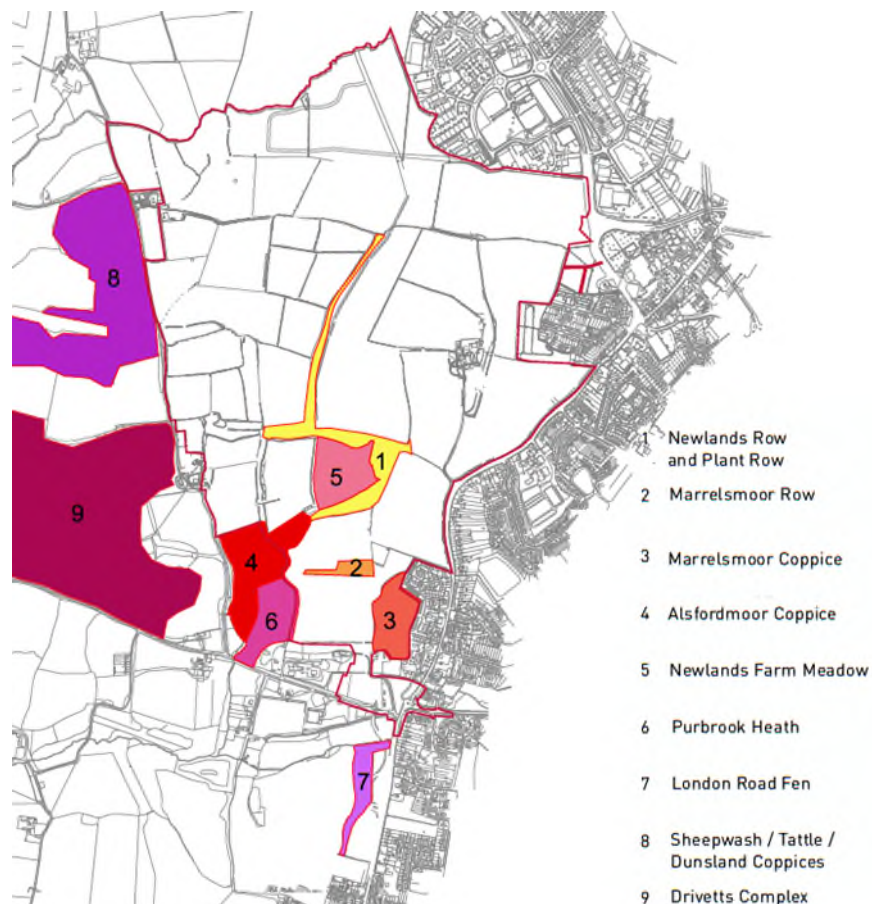 8
9
1
5
4
2
6
3
7
1 Newlands Row
and Plant Row
2 Marrelsmoor Row
3 Marrelsmoor Coppice
4 Alsfordmoor Coppice
5 Newlands Farm Meadow
6 Purbrook Heath
7 London Road Fen
8 Sheepwash / Tattle /
Dunsland Coppices
9 Drivetts Complex